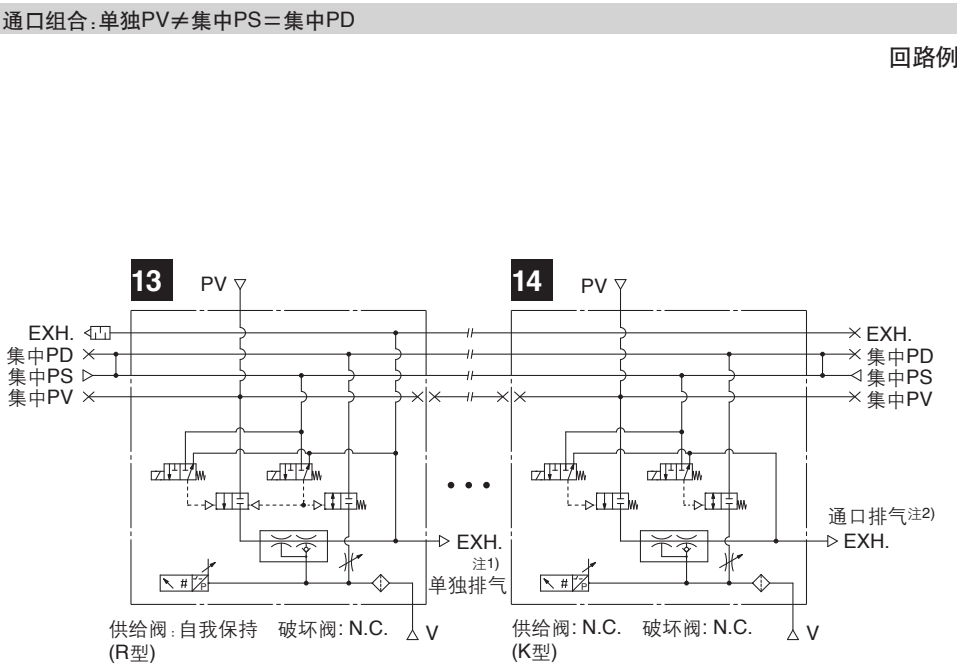 通口组合:单独PV≠集中PS=集中PD
回路例
13
PV
14
PV
EXH.
集中PD
集中PS
集中PV
EXH.
集中PD
集中PS
集中PV
EXH.
注1)
单独排气
通口排气注2)
EXH.
# P
# P
供给阀:自我保持
(R型)
破坏阀: N.C.
V
供给阀: N.C.
(K型)
破坏阀: N.C.
V